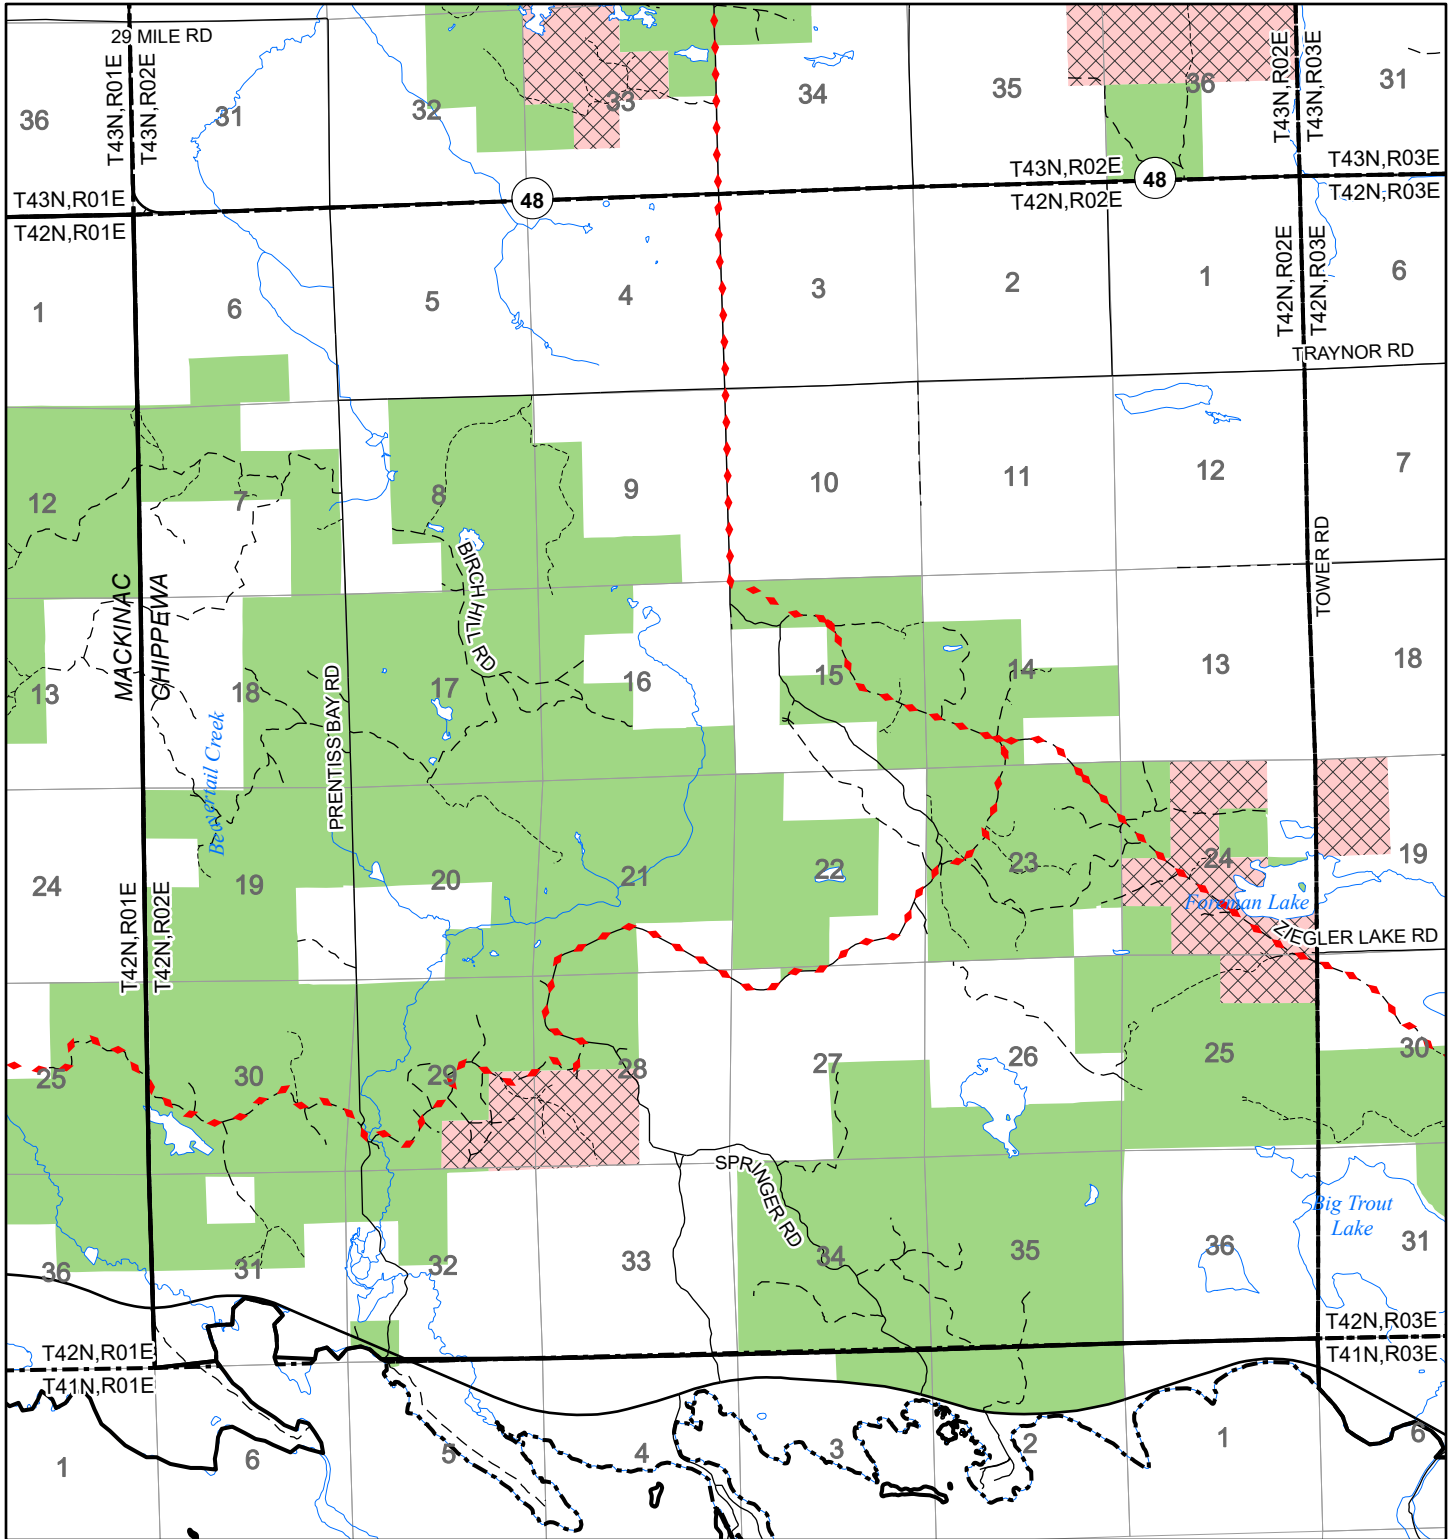 29 MILE RD
T43N,R01E
T43N,R02E
T43N,R02E
T43N,R03E
36
31
32
33
34
35
36
31
T43N,R01E
T42N,R01E
48
T43N,R02E
T42N,R02E
48
T43N,R03E
T42N,R03E
T42N,R02E
T42N,R03E
1
6
5
4
3
2
1
6
TRAYNOR RD
12
7
8
9
10
11
12
7
BIRCH HILL RD
TOWER RD
MACKINAC
CHIPPEWA
13
18
17
16
15
14
13
18
Beavertail Creek
PRENTISS BAY RD
24
19
20
21
22
23
24
19
T42N,R01E
T42N,R02E
Foreman Lake
ZIEGLER LAKE RD
25
30
29
28
27
26
25
30
SPRINGER RD
Big Trout
Lake
36
31
32
33
34
35
36
31
T42N,R01E
T41N,R01E
T42N,R03E
T41N,R03E
1
6
5
4
3
2
1
6